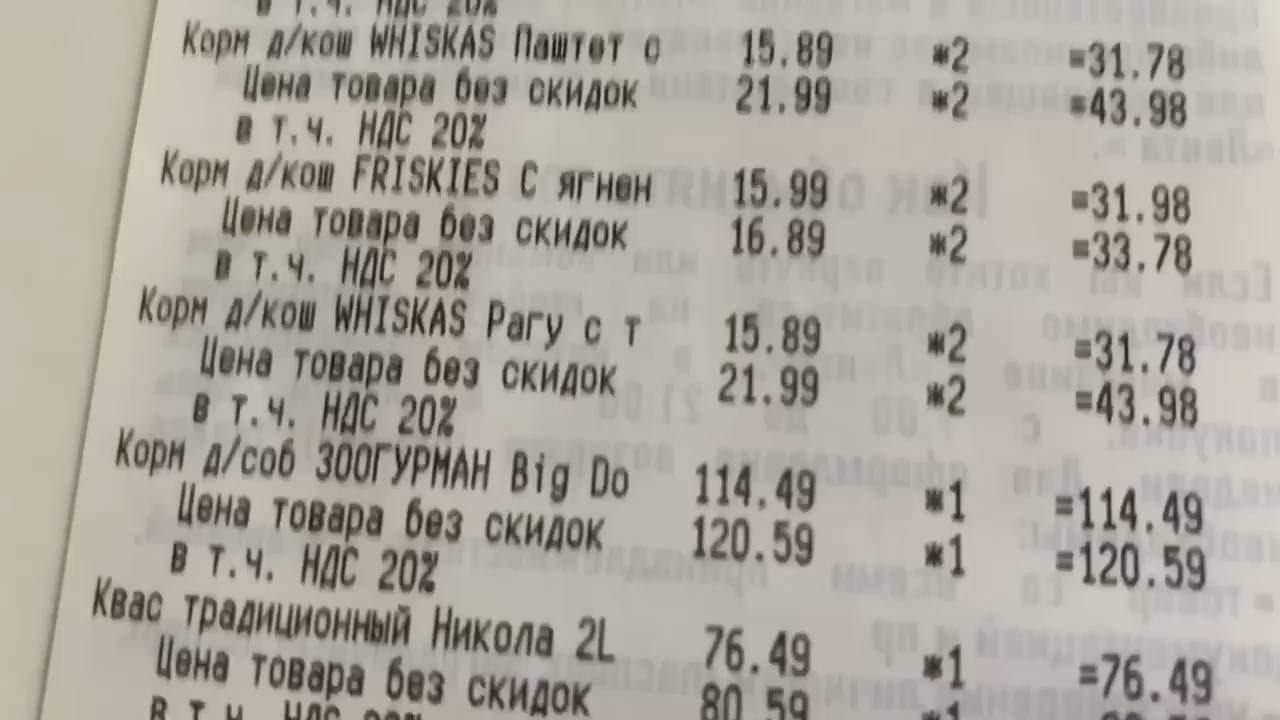 в т.ч. НДС 20%
Корм д/кош WHISKAS Паштет с 15.89 *2 =31.78
Цена товара без скидок 21.99 *2 =43.98
в т.ч. НДС 20%
Корм д/кош FRISKIES С ягнен 15.99 *2 =31.98
Цена товара без скидок 16.89 *2 =33.78
в т.ч. НДС 20%
Корм д/кош WHISKAS Рагу с т 15.89 *2 =31.78
Цена товара без скидок 21.99 *2 =43.98
в т.ч. НДС 20%
Корм д/соб ЗООГУРМАН Big Do 114.49 *1 =114.49
Цена товара без скидок 120.59 *1 =120.59
в т.ч. НДС 20%
Квас традиционный Никола 2L 76.49 *1 =76.49
Цена товара без скидок 80.59 *1
в т.ч. НДС